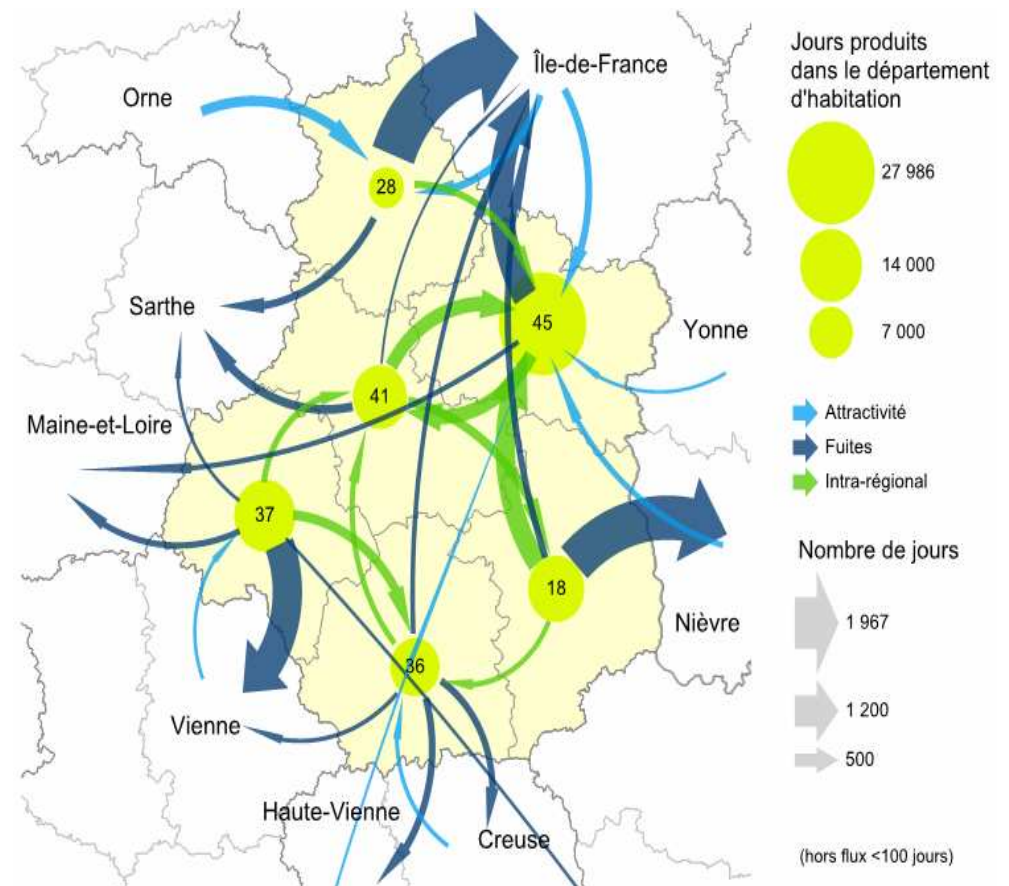 Île-de-France
Orne
28
Sarthe
45
Yonne
41
Maine-et-Loire
37
18
Nièvre
36
Vienne
Haute-Vienne
Creuse
Jours produits
dans le département
d'habitation
27 986
14 000
7 000
Attractivité
Fuites
Intra-régional
Nombre de jours
1 967
1 200
500
(hors flux <100 jours)